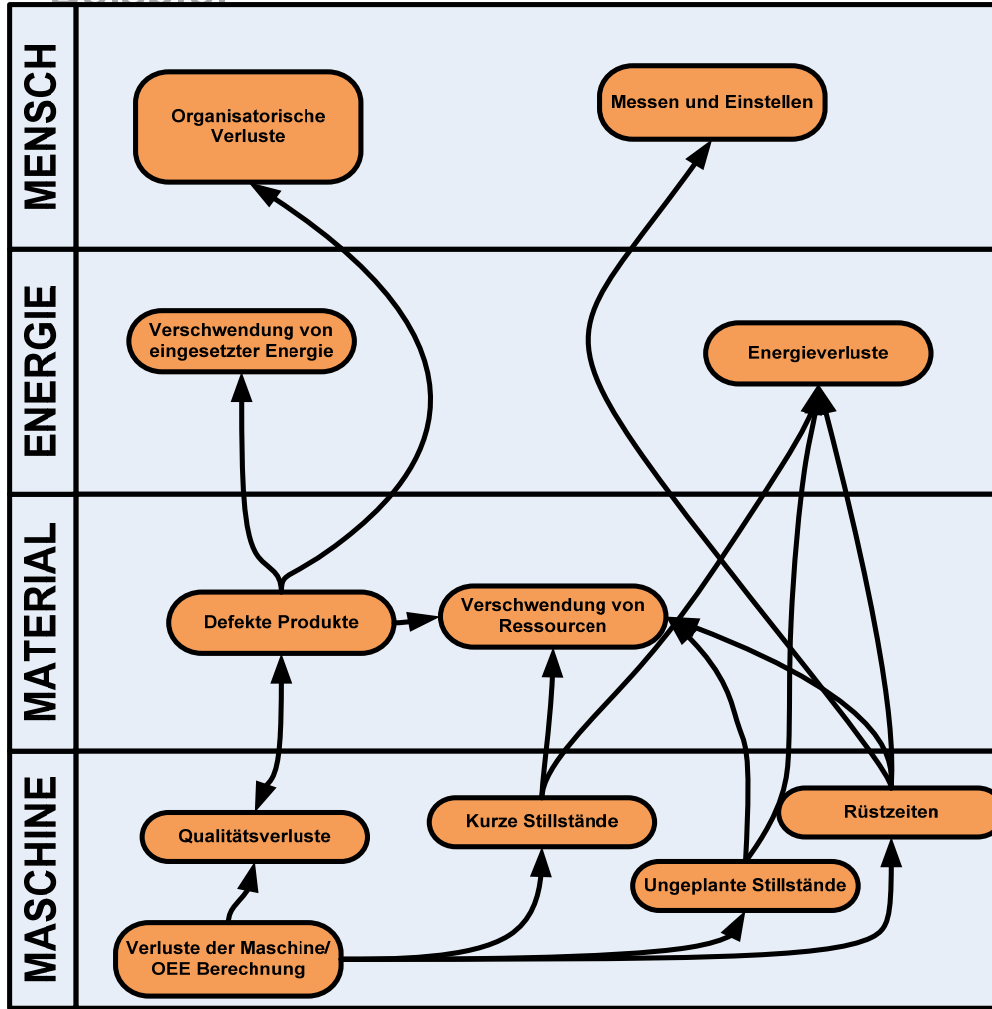 MENSCH
Organisatorische
Verluste
Messen und Einstellen
ENERGIE
Verschwendung von
eingesetzter Energie
Energieverluste
MATERIAL
Defekte Produkte
Verschwendung von
Ressourcen
MASCHINE
Qualitätsverluste
Kurze Stillstände
Rüstzeiten
Ungeplante Stillstände
Verluste der Maschine/
OEE Berechnung